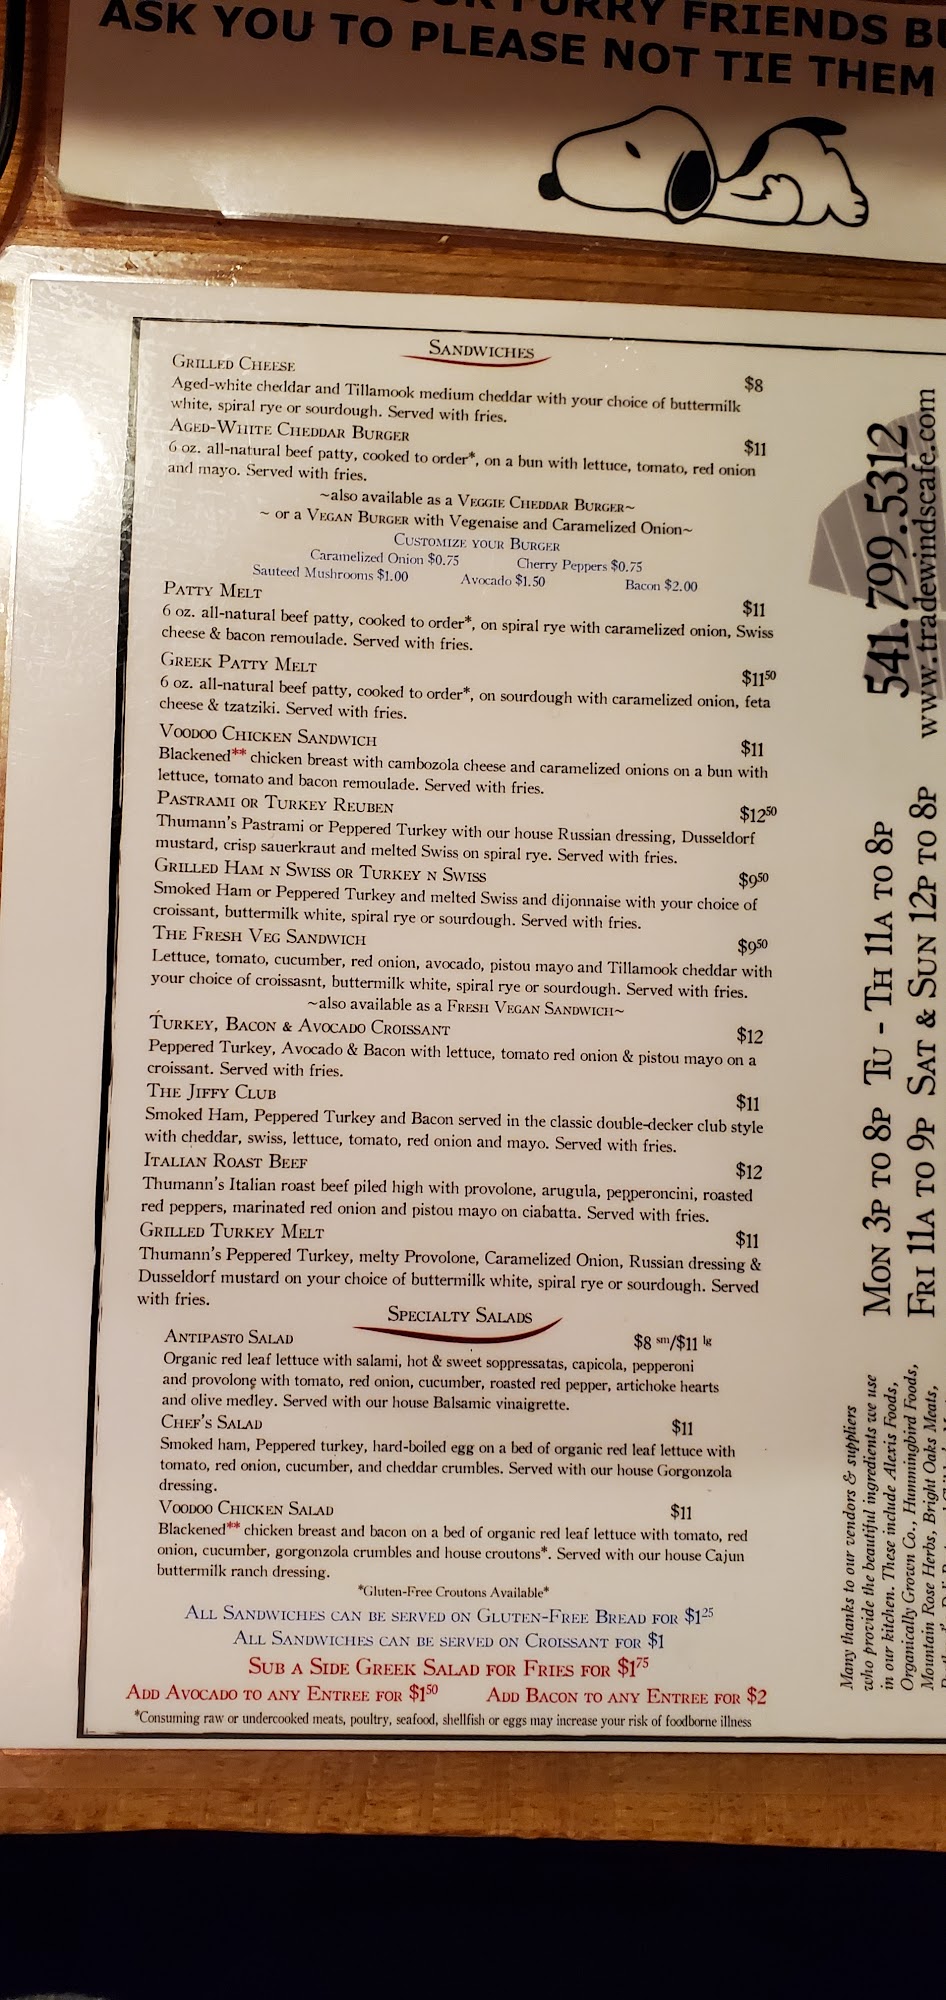 OUR FURRY FRIENDS
ASK YOU TO PLEASE NOT TIE THEM
SANDWICHES
GRILLED CHEESE $8
Aged-white cheddar and Tillamook medium cheddar with your choice of buttermilk
white, spiral rye or sourdough. Served with fries.
AGED-WHITE CHEDDAR BURGER $11
6 oz. all-natural beef patty, cooked to order*, on a bun with lettuce, tomato, red onion
and mayo. Served with fries.
~also available as a VEGGIE CHEDDAR BURGER~
~ or a VEGAN BURGER with Vegenaise and Caramelized Onion~
CUSTOMIZE YOUR BURGER
Caramelized Onion $0.75 Cherry Peppers $0.75
Sauteed Mushrooms $1.00 Avocado $1.50 Bacon $2.00
PATTY MELT $11
6 oz. all-natural beef patty, cooked to order*, on spiral rye with caramelized onion, Swiss
cheese & bacon remoulade. Served with fries.
GREEK PATTY MELT $1150
6 oz. all-natural beef patty, cooked to order*, on sourdough with caramelized onion, feta
cheese & tzatziki. Served with fries.
VOODOO CHICKEN SANDWICH $11
Blackened** chicken breast with cambozola cheese and caramelized onions on a bun with
lettuce, tomato and bacon remoulade. Served with fries.
PASTRAMI OR TURKEY REUBEN $1250
Thumann's Pastrami or Peppered Turkey with our house Russian dressing, Dusseldorf
mustard, crisp sauerkraut and melted Swiss on spiral rye. Served with fries.
GRILLED HAM N SWISS OR TURKEY N SWISS $950
Smoked Ham or Peppered Turkey and melted Swiss and dijonnaise with your choice of
croissant, buttermilk white, spiral rye or sourdough. Served with fries.
THE FRESH VEG SANDWICH $950
Lettuce, tomato, cucumber, red onion, avocado, pistou mayo and Tillamook cheddar with
your choice of croissasnt, buttermilk white, spiral rye or sourdough. Served with fries.
~also available as a FRESH VEGAN SANDWICH~
TURKEY, BACON & AVOCADO CROISSANT $12
Peppered Turkey, Avocado & Bacon with lettuce, tomato red onion & pistou mayo on a
croissant. Served with fries.
THE JIFFY CLUB $11
Smoked Ham, Peppered Turkey and Bacon served in the classic double-decker club style
with cheddar, swiss, lettuce, tomato, red onion and mayo. Served with fries.
ITALIAN ROAST BEEF $12
Thumann's Italian roast beef piled high with provolone, arugula, pepperoncini, roasted
red peppers, marinated red onion and pistou mayo on ciabatta. Served with fries.
GRILLED TURKEY MELT $11
Thumann's Peppered Turkey, melty Provolone, Caramelized Onion, Russian dressing &
Dusseldorf mustard on your choice of buttermilk white, spiral rye or sourdough. Served
with fries.
SPECIALTY SALADS
ANTIPASTO SALAD $8 sm/$11 lg
Organic red leaf lettuce with salami, hot & sweet soppressatas, capicola, pepperoni
and provolone with tomato, red onion, cucumber, roasted red pepper, artichoke hearts
and olive medley. Served with our house Balsamic vinaigrette.
CHEF'S SALAD $11
Smoked ham, Peppered turkey, hard-boiled egg on a bed of organic red leaf lettuce with
tomato, red onion, cucumber, and cheddar crumbles. Served with our house Gorgonzola
dressing.
VOODOO CHICKEN SALAD $11
Blackened** chicken breast and bacon on a bed of organic red leaf lettuce with tomato, red
onion, cucumber, gorgonzola crumbles and house croutons*. Served with our house Cajun
buttermilk ranch dressing.
*Gluten-Free Croutons Available*
ALL SANDWICHES CAN BE SERVED ON GLUTEN-FREE BREAD FOR $125
ALL SANDWICHES CAN BE SERVED ON CROISSANT FOR $1
SUB A SIDE GREEK SALAD FOR FRIES FOR $175
ADD AVOCADO TO ANY ENTREE FOR $150 ADD BACON TO ANY ENTREE FOR $2
*Consuming raw or undercooked meats, poultry, seafood, shellfish or eggs may increase your risk of foodborne illness
541.799.5312
www.tradewindscafe.com
MON 3P TO 8P TU - TH 11A TO 8P
FRI 11A TO 9P SAT & SUN 12P TO 8P
Many thanks to our vendors & suppliers
who provide the beautiful ingredients we use
in our kitchen. These include Alexis Foods,
Organically Grown Co., Hummingbird Foods,
Mountain Rose Herbs, Bright Oaks Meats,